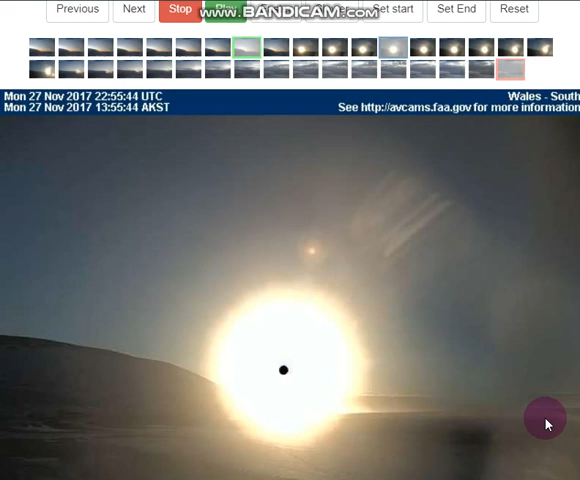 Previous Next Stop Play Set start Set End Reset
www.BANDICAM.com
Mon 27 Nov 2017 22:55:44 UTC Wales - South
Mon 27 Nov 2017 13:55:44 AKST See http://avcams.faa.gov for more information